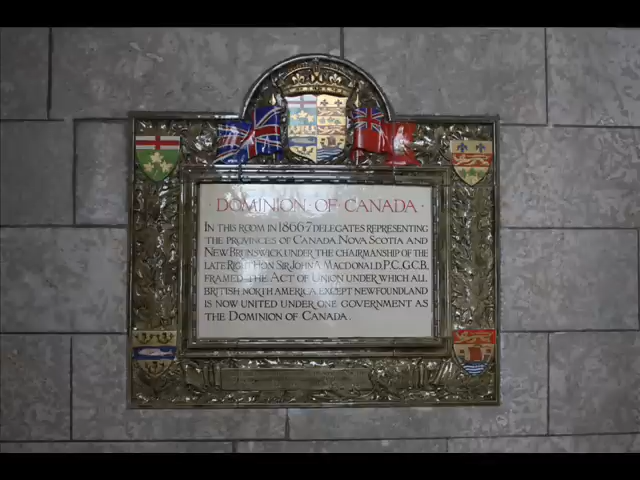 · DOMINION OF CANADA ·
IN THIS ROOM IN 1866-7 DELEGATES REPRESENTING
THE PROVINCES OF CANADA, NOVA SCOTIA AND
NEW BRUNSWICK UNDER THE CHAIRMANSHIP OF THE
LATE RIGHT HON. SIR JOHN A. MACDONALD, P.C., G.C.B.
FRAMED THE ACT OF UNION UNDER WHICH ALL
BRITISH NORTH AMERICA EXCEPT NEWFOUNDLAND
IS NOW UNITED UNDER ONE GOVERNMENT AS
THE DOMINION OF CANADA.